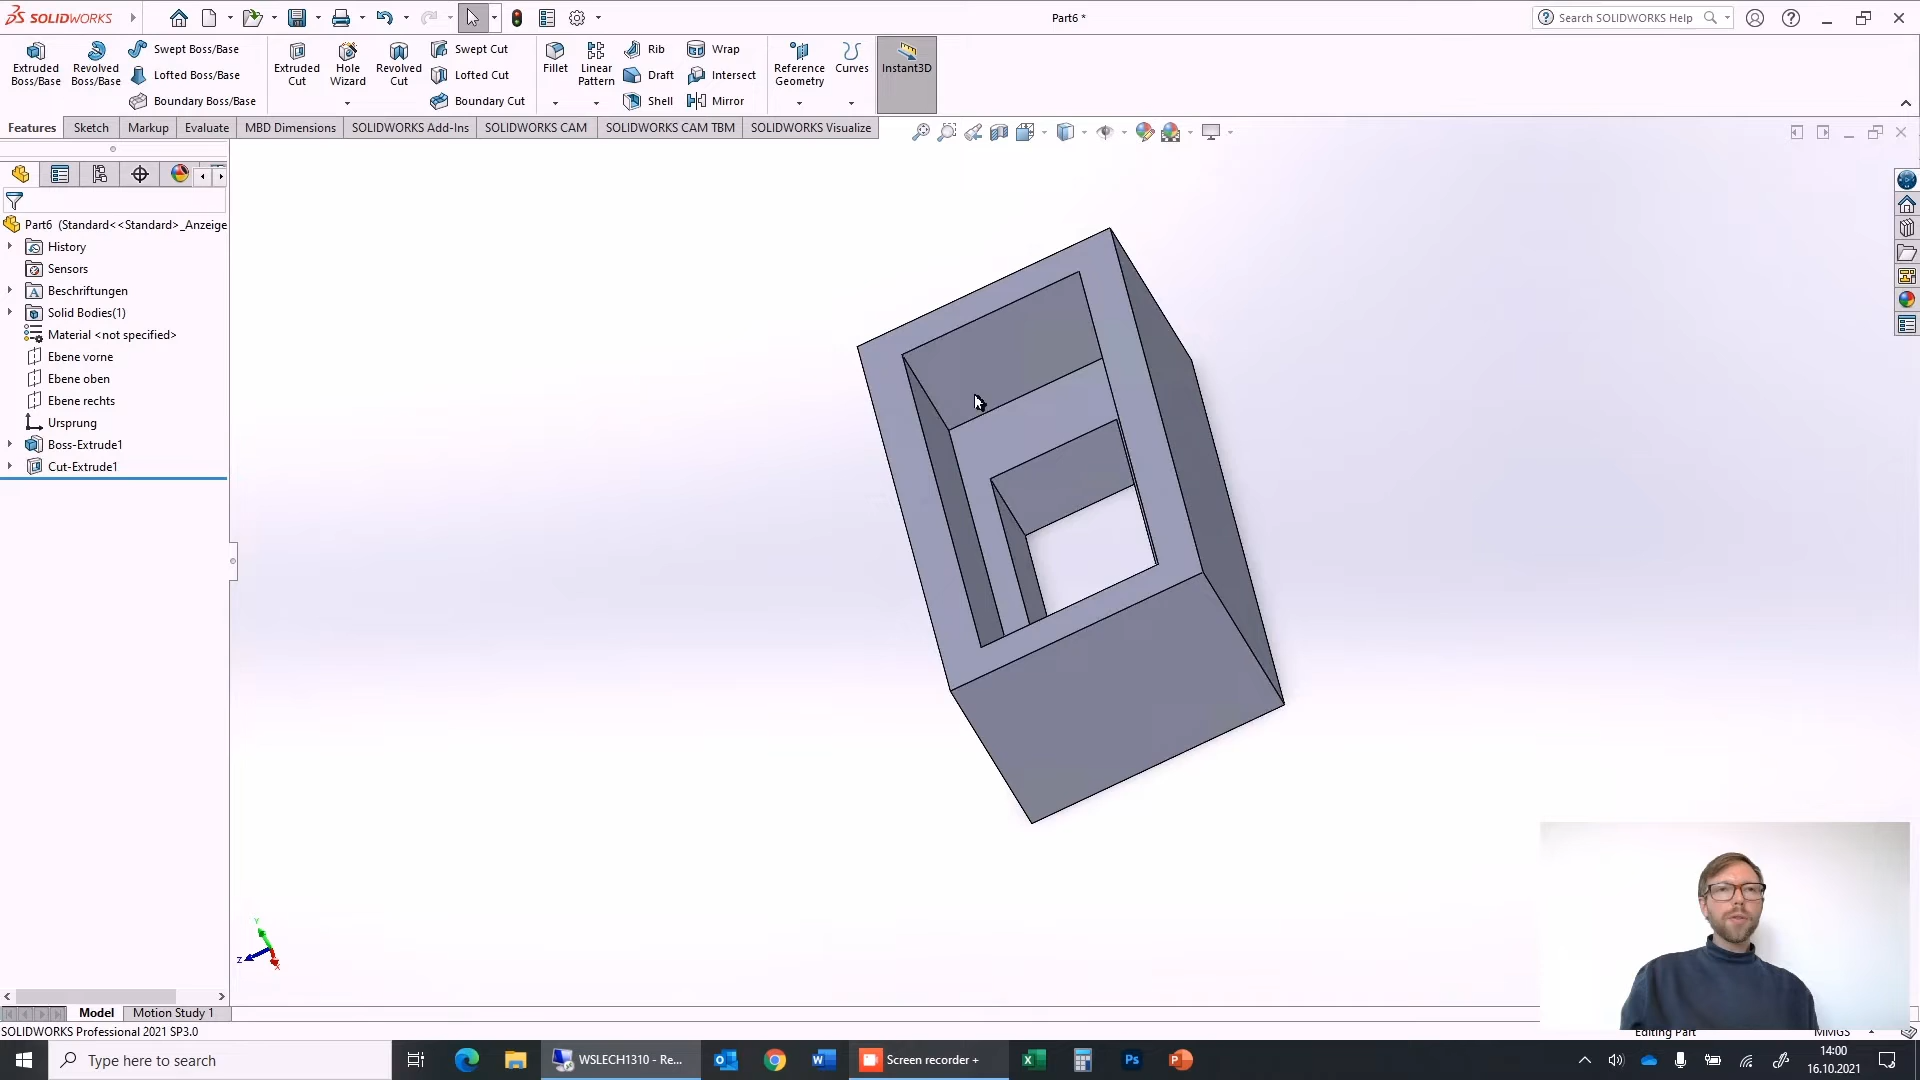 SOLIDWORKS
Part6 *
Search SOLIDWORKS Help
Extruded Boss/Base
Revolved Boss/Base
Swept Boss/Base
Lofted Boss/Base
Boundary Boss/Base
Extruded Cut
Hole Wizard
Revolved Cut
Swept Cut
Lofted Cut
Boundary Cut
Fillet
Linear Pattern
Rib
Draft
Shell
Wrap
Intersect
Mirror
Reference Geometry
Curves
Instant3D
Features
Sketch
Markup
Evaluate
MBD Dimensions
SOLIDWORKS Add-Ins
SOLIDWORKS CAM
SOLIDWORKS CAM TBM
SOLIDWORKS Visualize
Part6 (Standard<<Standard>_Anzeige
History
Sensors
Beschriftungen
Solid Bodies(1)
Material <not specified>
Ebene vorne
Ebene oben
Ebene rechts
Ursprung
Boss-Extrude1
Cut-Extrude1
Y
Z
X
Model
Motion Study 1
SOLIDWORKS Professional 2021 SP3.0
Editing Part
MMGS
Type here to search
WSLECH1310 - Re...
Screen recorder +
14:00
16.10.2021